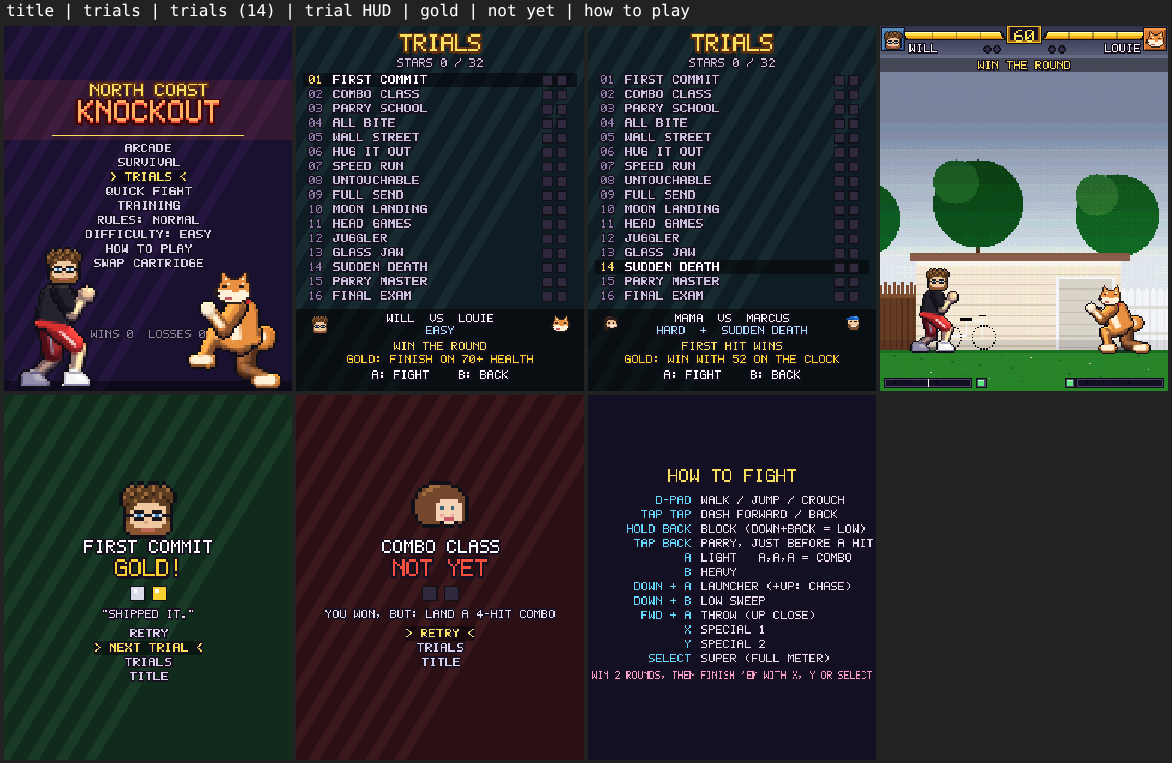 title | trials | trials (14) | trial HUD | gold | not yet | how to play
NORTH COAST
KNOCKOUT
ARCADE
SURVIVAL
> TRIALS <
QUICK FIGHT
TRAINING
RULES: NORMAL
DIFFICULTY: EASY
HOW TO PLAY
SWAP CARTRIDGE
WINS 0 LOSSES 0
TRIALS
STARS 0 / 32
01 FIRST COMMIT
02 COMBO CLASS
03 PARRY SCHOOL
04 ALL BITE
05 WALL STREET
06 HUG IT OUT
07 SPEED RUN
08 UNTOUCHABLE
09 FULL SEND
10 MOON LANDING
11 HEAD GAMES
12 JUGGLER
13 GLASS JAW
14 SUDDEN DEATH
15 PARRY MASTER
16 FINAL EXAM
WILL VS LOUIE
EASY
WIN THE ROUND
GOLD: FINISH ON 70+ HEALTH
A: FIGHT B: BACK
TRIALS
STARS 0 / 32
01 FIRST COMMIT
02 COMBO CLASS
03 PARRY SCHOOL
04 ALL BITE
05 WALL STREET
06 HUG IT OUT
07 SPEED RUN
08 UNTOUCHABLE
09 FULL SEND
10 MOON LANDING
11 HEAD GAMES
12 JUGGLER
13 GLASS JAW
14 SUDDEN DEATH
15 PARRY MASTER
16 FINAL EXAM
MAMA VS MARCUS
HARD + SUDDEN DEATH
FIRST HIT WINS
GOLD: WIN WITH 52 ON THE CLOCK
A: FIGHT B: BACK
60
WILL LOUIE
WIN THE ROUND
FIRST COMMIT
GOLD!
"SHIPPED IT."
RETRY
> NEXT TRIAL <
TRIALS
TITLE
COMBO CLASS
NOT YET
YOU WON, BUT: LAND A 4-HIT COMBO
> RETRY <
TRIALS
TITLE
HOW TO FIGHT
D-PAD WALK / JUMP / CROUCH
TAP TAP DASH FORWARD / BACK
HOLD BACK BLOCK (DOWN+BACK = LOW)
TAP BACK PARRY, JUST BEFORE A HIT
A LIGHT A,A,A = COMBO
B HEAVY
DOWN + A LAUNCHER (+UP: CHASE)
DOWN + B LOW SWEEP
FWD + A THROW (UP CLOSE)
X SPECIAL 1
Y SPECIAL 2
SELECT SUPER (FULL METER)
WIN 2 ROUNDS, THEN FINISH 'EM WITH X, Y OR SELECT